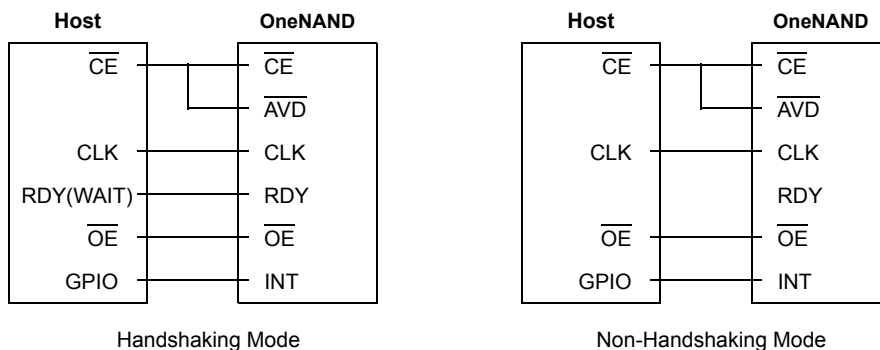 Host OneNAND
CE CE
AVD
CLK CLK
RDY(WAIT) RDY
OE OE
GPIO INT
Handshaking Mode
Host OneNAND
CE CE
AVD
CLK CLK
RDY
OE OE
GPIO INT
Non-Handshaking Mode